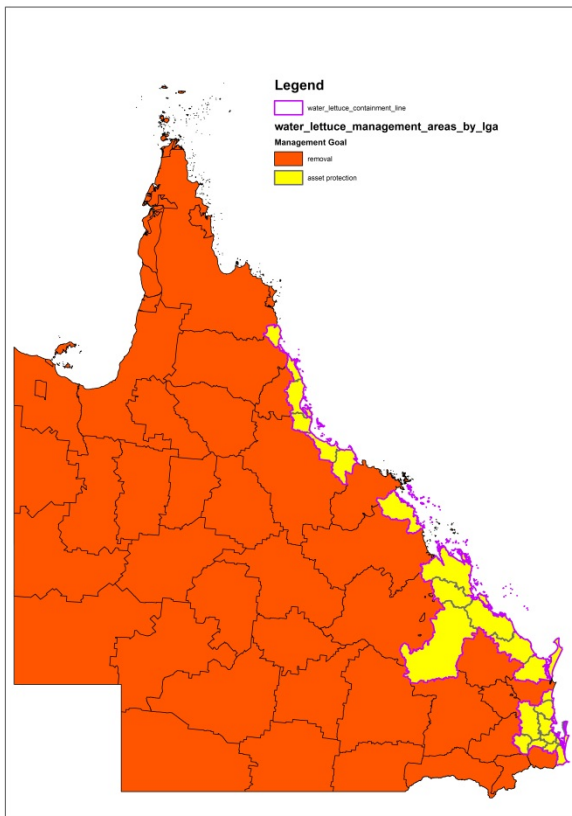 Legend
water_lettuce_containment_line
water_lettuce_management_areas_by_lga
Management Goal
removal
asset protection